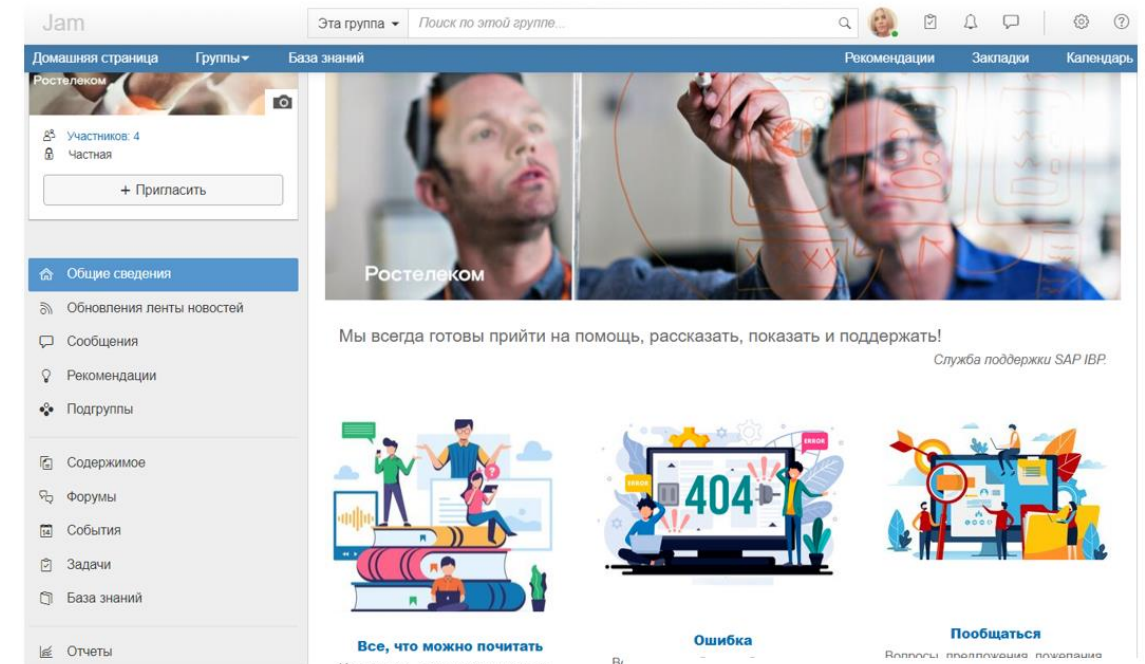 Jam
Эта группа
Поиск по этой группе...
Домашняя страница
Группы
База знаний
Рекомендации
Закладки
Календарь
Ростелеком
Участников: 4
Частная
+ Пригласить
Общие сведения
Обновления ленты новостей
Сообщения
Рекомендации
Подгруппы
Содержимое
Форумы
События
Задачи
База знаний
Отчеты
Ростелеком
Мы всегда готовы прийти на помощь, рассказать, показать и поддержать!
Служба поддержки SAP IBP.
ERROR
ERROR
404
Все, что можно почитать
Ошибка
Пообщаться
Вопросы, предложения, пожелания